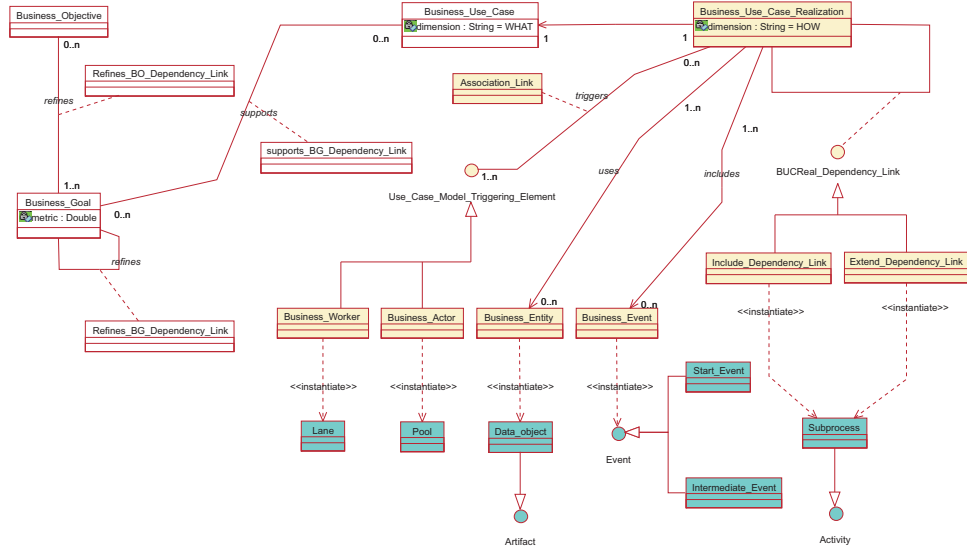 Business_Objective
0..n
Business_Use_Case
dimension : String = WHAT
0..n
1
Business_Use_Case_Realization
dimension : String = HOW
1
0..n
Refines_BO_Dependency_Link
refines
supports
supports_BG_Dependency_Link
Association_Link
triggers
1..n
1..n
1..n
Use_Case_Model_Triggering_Element
uses
includes
BUCReal_Dependency_Link
1..n
Business_Goal
metric : Double
0..n
refines
Refines_BG_Dependency_Link
Include_Dependency_Link
Extend_Dependency_Link
<<instantiate>>
<<instantiate>>
0..n
0..n
Business_Worker
Business_Actor
Business_Entity
Business_Event
<<instantiate>>
<<instantiate>>
<<instantiate>>
<<instantiate>>
Start_Event
Lane
Pool
Data_object
Event
Subprocess
Intermediate_Event
Artifact
Activity